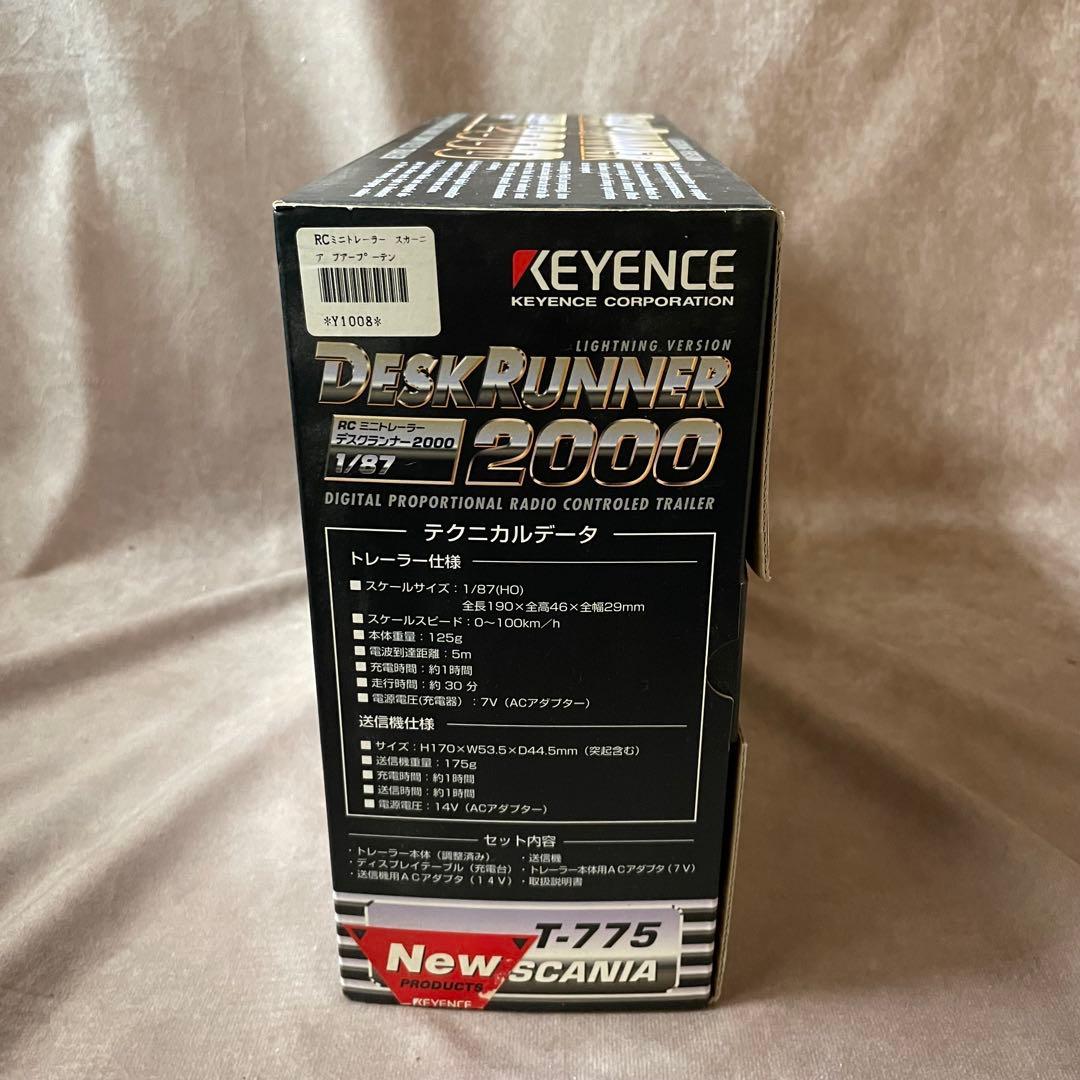 RCミニトレーラー スカーニ
ア プアープーテン
*Y1008*
KEYENCE
KEYENCE CORPORATION
LIGHTNING VERSION
DESKRUNNER
RC ミニトレーラー
デスクランナー2000
1/87
2000
DIGITAL PROPORTIONAL RADIO CONTROLED TRAILER
テクニカルデータ
トレーラー仕様
■ スケールサイズ：1/87(HO)
全長190×全高46×全幅29mm
■ スケールスピード：0〜100km／h
■ 本体重量：125g
■ 電波到達距離：5m
■ 充電時間：約1時間
■ 走行時間：約 30 分
■ 電源電圧(充電器）：7V（ACアダプター）
送信機仕様
■ サイズ：H170×W53.5×D44.5mm（突起含む）
■ 送信機重量：175g
■ 充電時間：約1時間
■ 送信時間：約1時間
■ 電源電圧：14V（ACアダプター）
セット内容
・トレーラー本体（調整済み） ・送信機
・ディスプレイテーブル（充電台）・トレーラー本体用ACアダプタ（7V）
・送信機用ACアダプタ（14V）・取扱説明書
T-775
SCANIA
New
PRODUCTS
KEYENCE